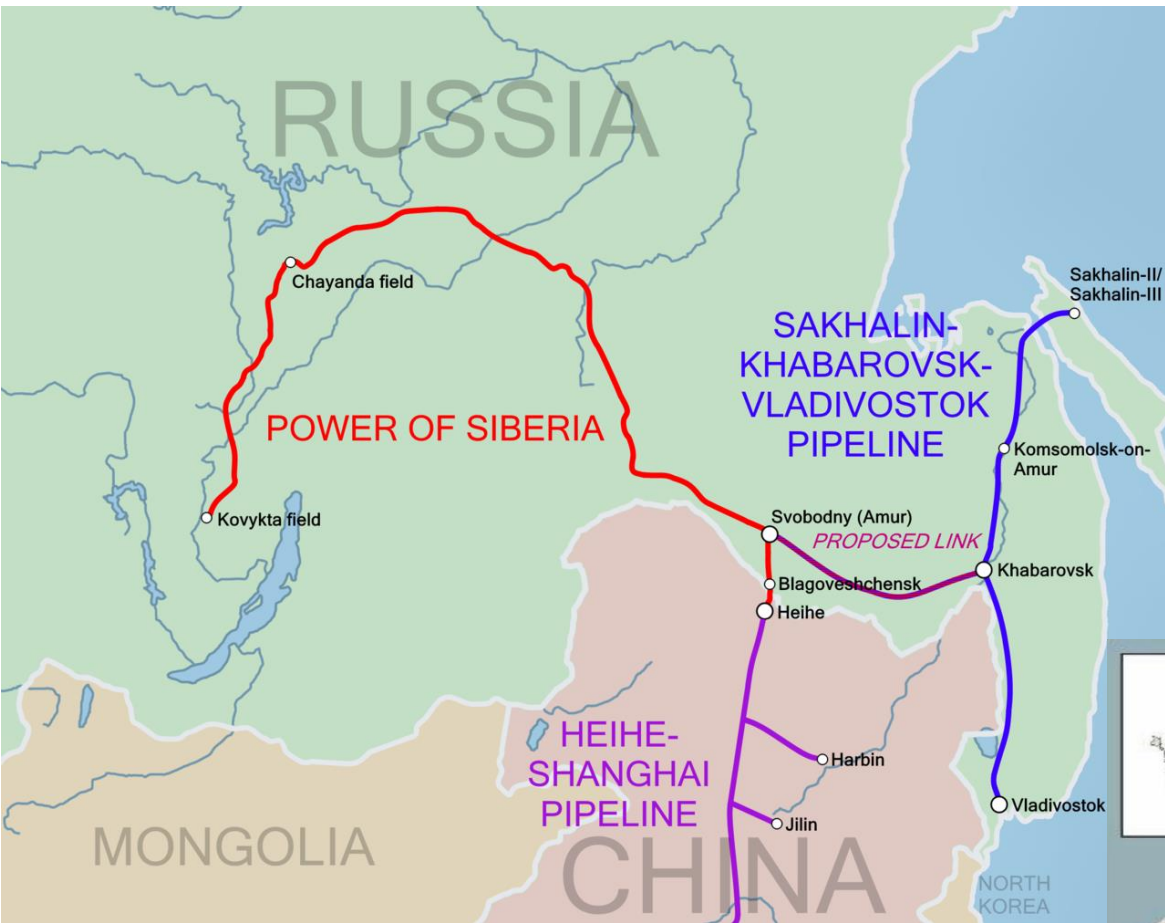 RUSSIA
Chayanda field
Sakhalin-II/
Sakhalin-III
SAKHALIN-
KHABAROVSK-
VLADIVOSTOK
PIPELINE
POWER OF SIBERIA
Komsomolsk-on-
Amur
Kovykta field
Svobodny (Amur)
PROPOSED LINK
Khabarovsk
Blagoveshchensk
Heihe
HEIHE-
SHANGHAI
PIPELINE
Harbin
Vladivostok
Jilin
MONGOLIA
CHINA
NORTH
KOREA